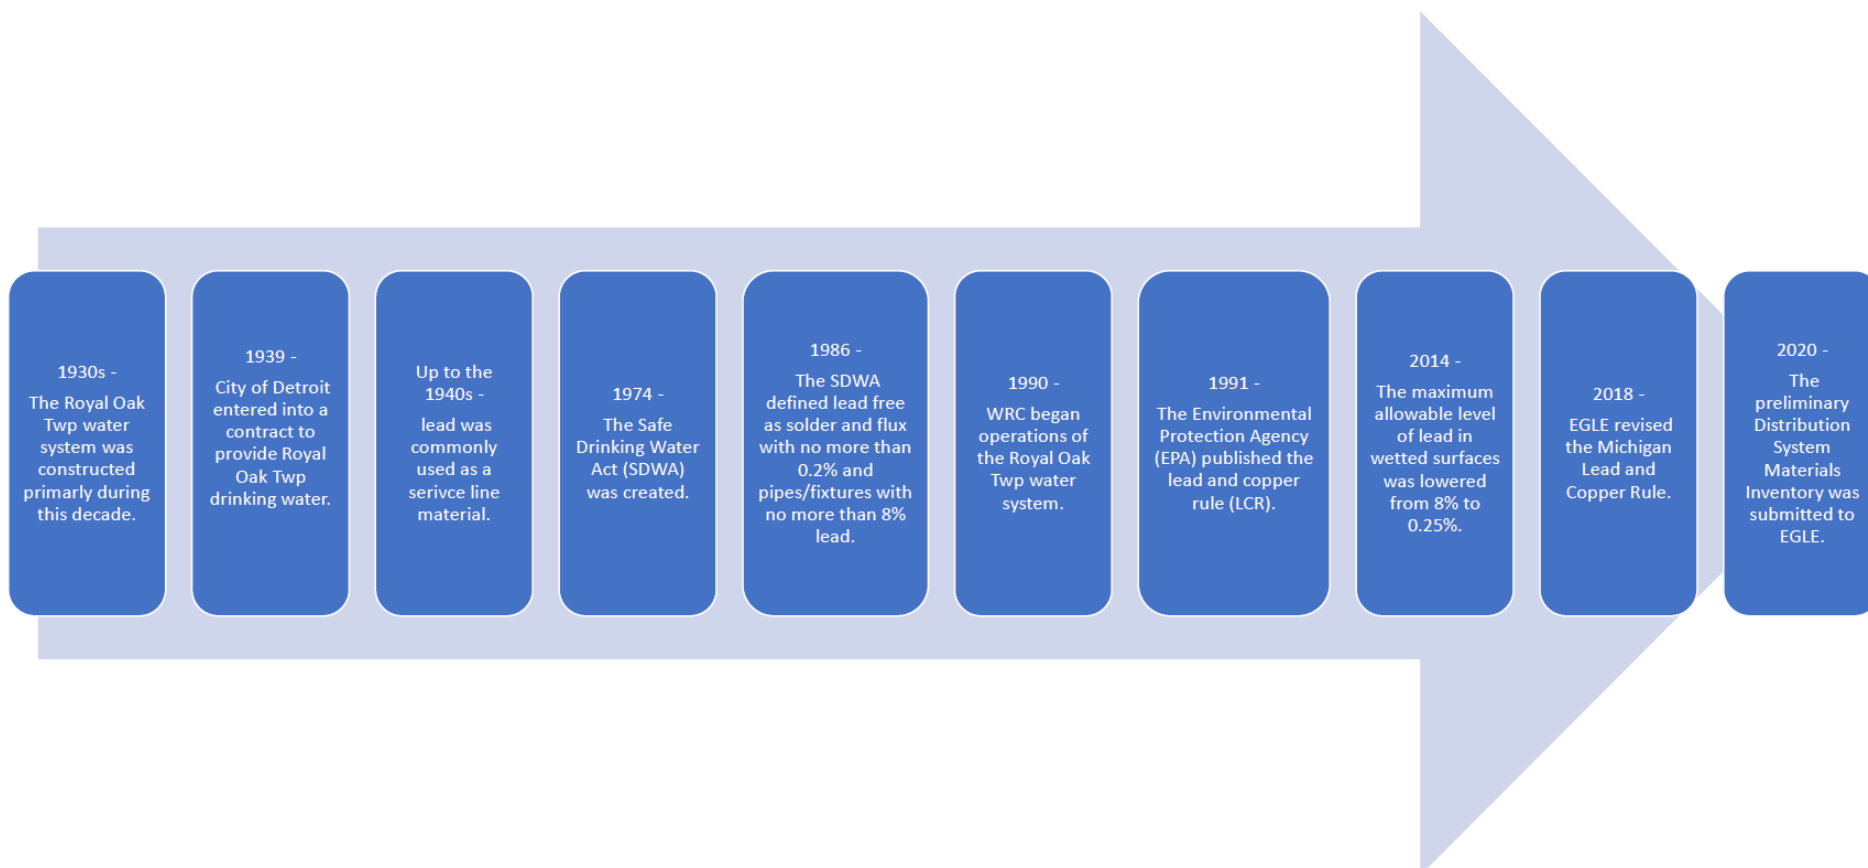 1930s -
The Royal Oak
Twp water
system was
constructed
primarly during
this decade.
1939 -
City of Detroit
entered into a
contract to
provide Royal
Oak Twp
drinking water.
Up to the
1940s -
lead was
commonly
used as a
serivce line
material.
1974 -
The Safe
Drinking Water
Act (SDWA)
was created.
1986 -
The SDWA
defined lead free
as solder and flux
with no more than
0.2% and
pipes/fixtures with
no more than 8%
lead.
1990 -
WRC began
operations of
the Royal Oak
Twp water
system.
1991 -
The Environmental
Protection Agency
(EPA) published the
lead and copper
rule (LCR).
2014 -
The maximum
allowable level
of lead in
wetted surfaces
was lowered
from 8% to
0.25%.
2018 -
EGLE revised
the Michigan
Lead and
Copper Rule.
2020 -
The
preliminary
Distribution
System
Materials
Inventory was
submitted to
EGLE.